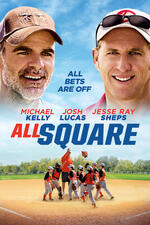 ALL
BETS ARE OFF
MICHAEL JOSH JESSE RAY
KELLY LUCAS SHEPS
ALL SQUARE